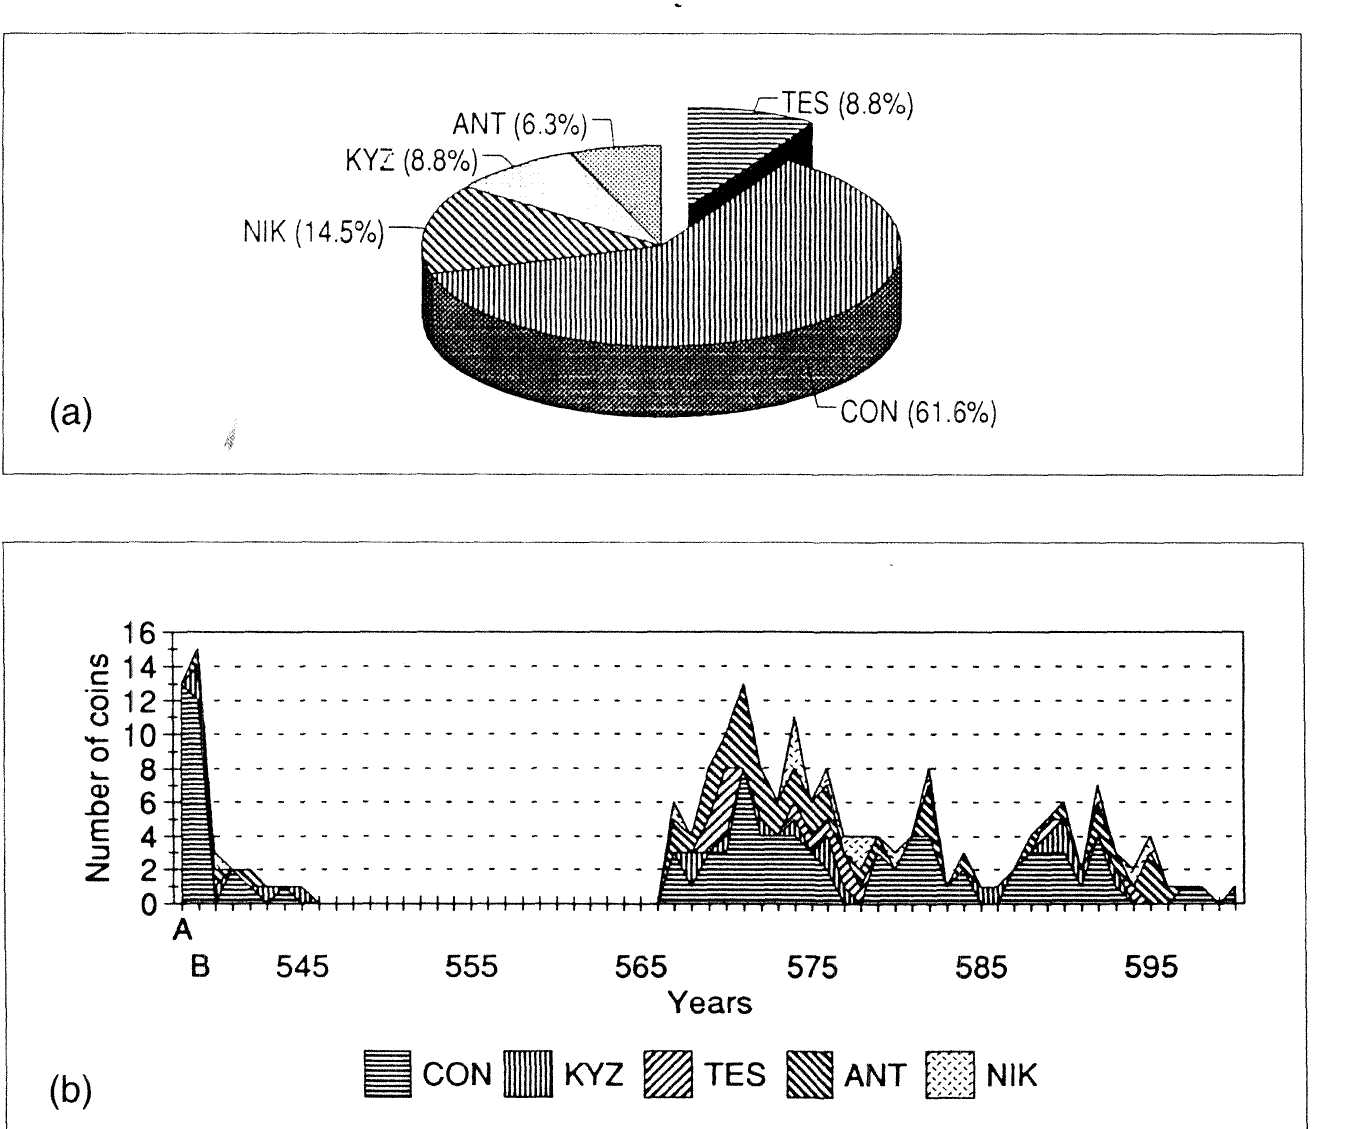 TES (8.8%)
ANT (6.3%)
KYZ (8.8%)
NIK (14.5%)
CON (61.6%)
(a)
Number of coins
16
14
12
10
8
6
4
2
0
A
B 545 555 565 575 585 595
Years
CON KYZ TES ANT NIK
(b)